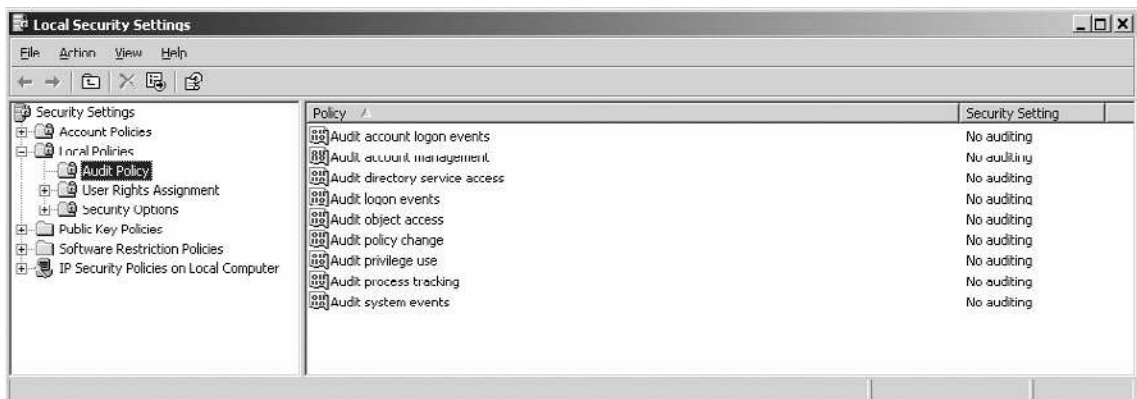 Local Security Settings
File Action View Help
Security Settings
Account Policies
Local Policies
Audit Policy
User Rights Assignment
Security Options
Public Key Policies
Software Restriction Policies
IP Security Policies on Local Computer
Policy Security Setting
Audit account logon events No auditing
Audit account management No auditing
Audit directory service access No auditing
Audit logon events No auditing
Audit object access No auditing
Audit policy change No auditing
Audit privilege use No auditing
Audit process tracking No auditing
Audit system events No auditing